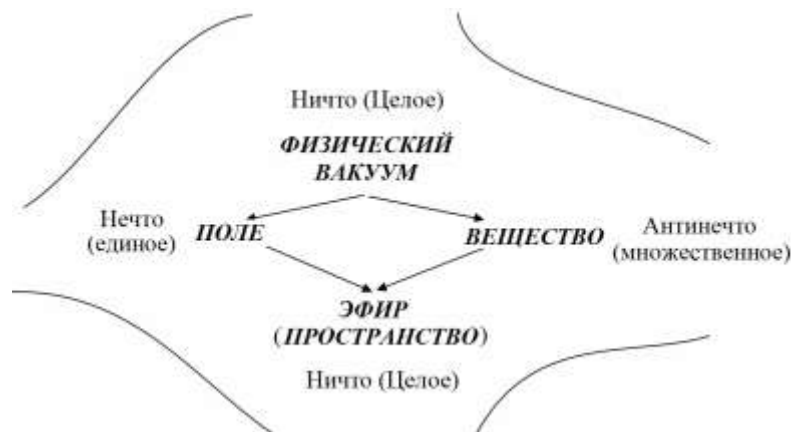 Ничто (Целое)
ФИЗИЧЕСКИЙ
ВАКУУМ
Нечто
(единое)
ПОЛЕ
ВЕЩЕСТВО
Антинечто
(множественное)
ЭФИР
(ПРОСТРАНСТВО)
Ничто (Целое)